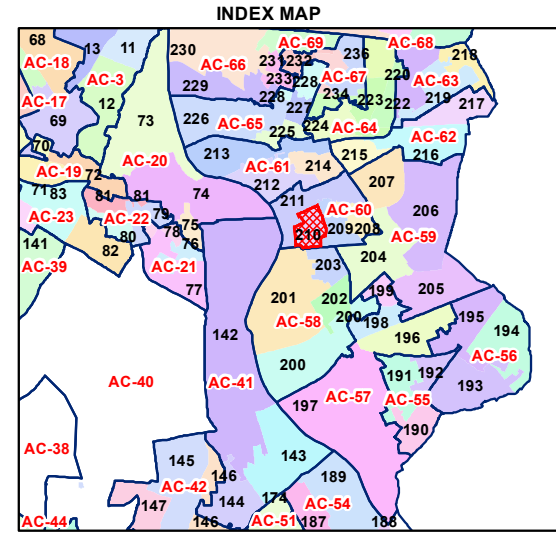 INDEX MAP
68 13 11 230 AC-69 236 AC-68 218
AC-18 AC-3 AC-66 231 232 AC-67 220 AC-63
233 228
AC-17 12 229 228 234 223 222 219 217
69 73 226 227
AC-65 225 224 AC-64 AC-62
70 213 215 216
AC-20 AC-61 214
AC-19 72 212 207
71 83 81 81 74 211 AC-60 206
AC-23 AC-22 79 75 210 209 208 AC-59
141 80 78 76
AC-39 82 AC-21 203 204
77 201 202 199 205
142 200 198 195
AC-58 196 194
200 AC-56
AC-40 AC-41 AC-57 191 192 193
197 AC-55
190
AC-38 143
145 146 189
AC-42 174 AC-54
147 144
AC-44 146 AC-51 187 188